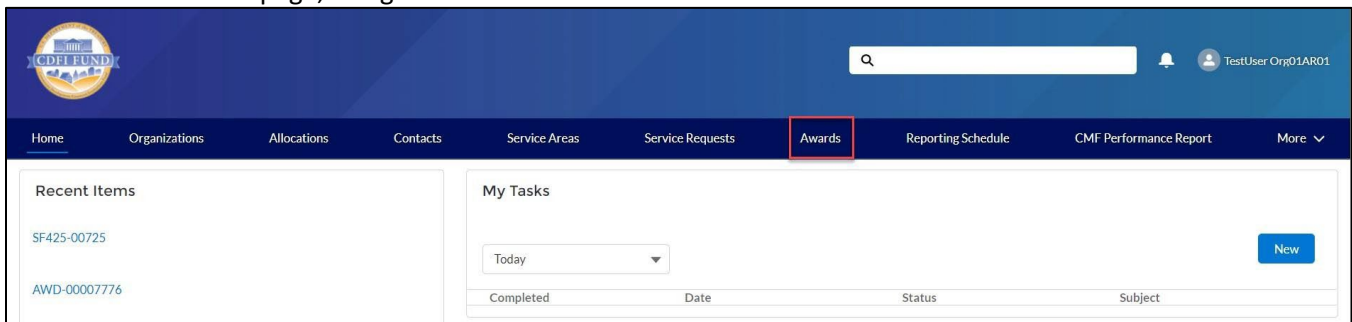 CDFI FUND
TestUser Org01AR01
Home Organizations Allocations Contacts Service Areas Service Requests Awards Reporting Schedule CMF Performance Report More
Recent Items
SF425-00725
AWD-00007776
My Tasks
Today
New
Completed Date Status Subject